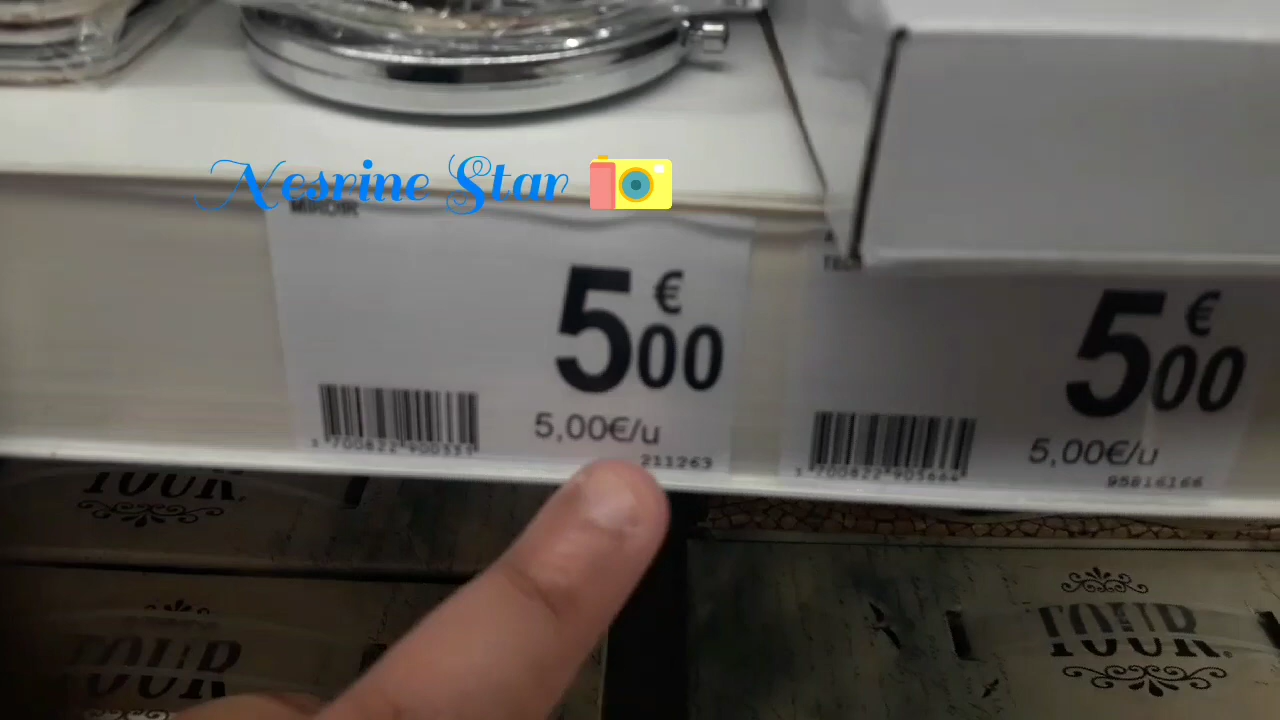 Nesrine Star
MIROIR
5€00
5,00€/u
211263
5€00
5,00€/u
95816166
TOUR
TOUR
TOUR